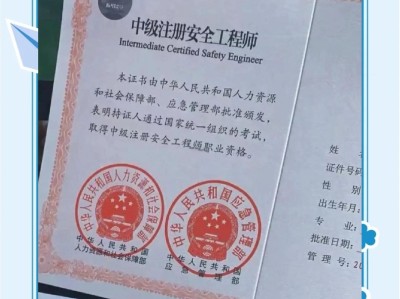 中级注册安全工程师
Intermediate Certified Safety Engineer
本证书由中华人民共和国人力资源
和社会保障部、应急管理部批准颁发，
表明持证人通过国家统一组织的考试，
取得中级注册安全工程师职业资格。
中华人民共和国人力资源和社会保障部
中华人民共和国应急管理部
中华人民共和国
人力资源和社会保障部
中华人民共和国
应急管理部
姓
证件号码
性
出生年月：
专业：
批准日期：
管理号：20